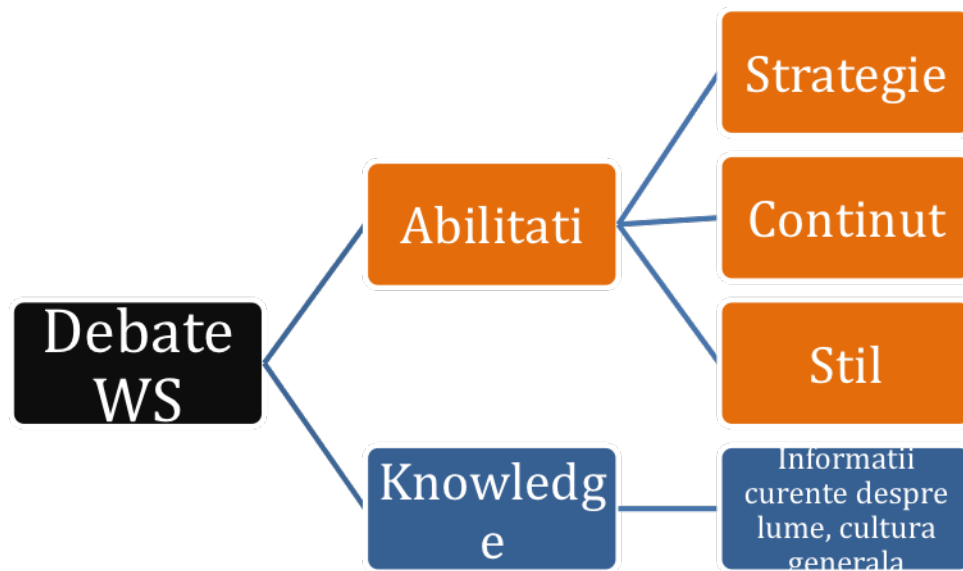 Debate
WS
Abilitati
Knowledg
e
Strategie
Continut
Stil
Informatii
curente despre
lume, cultura
generala